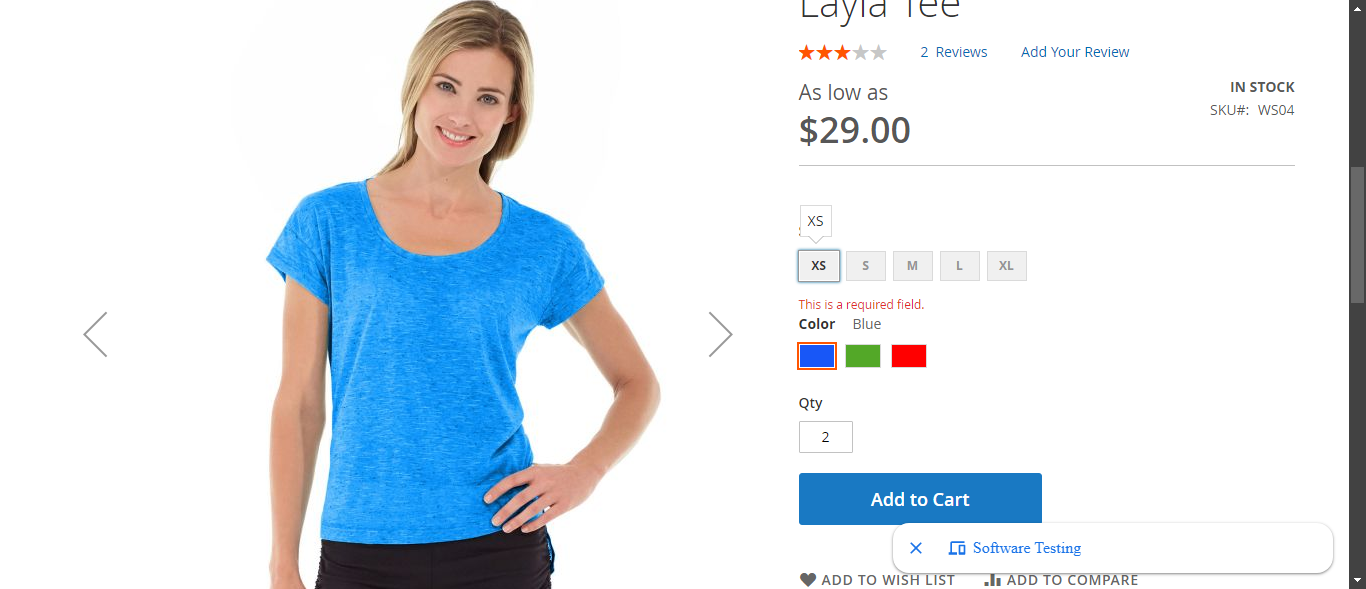 Layla Tee
2 Reviews Add Your Review
As low as
IN STOCK
$29.00
SKU#: WS04
XS
XS S M L XL
This is a required field.
Color Blue
Qty
2
Add to Cart
Software Testing
ADD TO WISH LIST ADD TO COMPARE